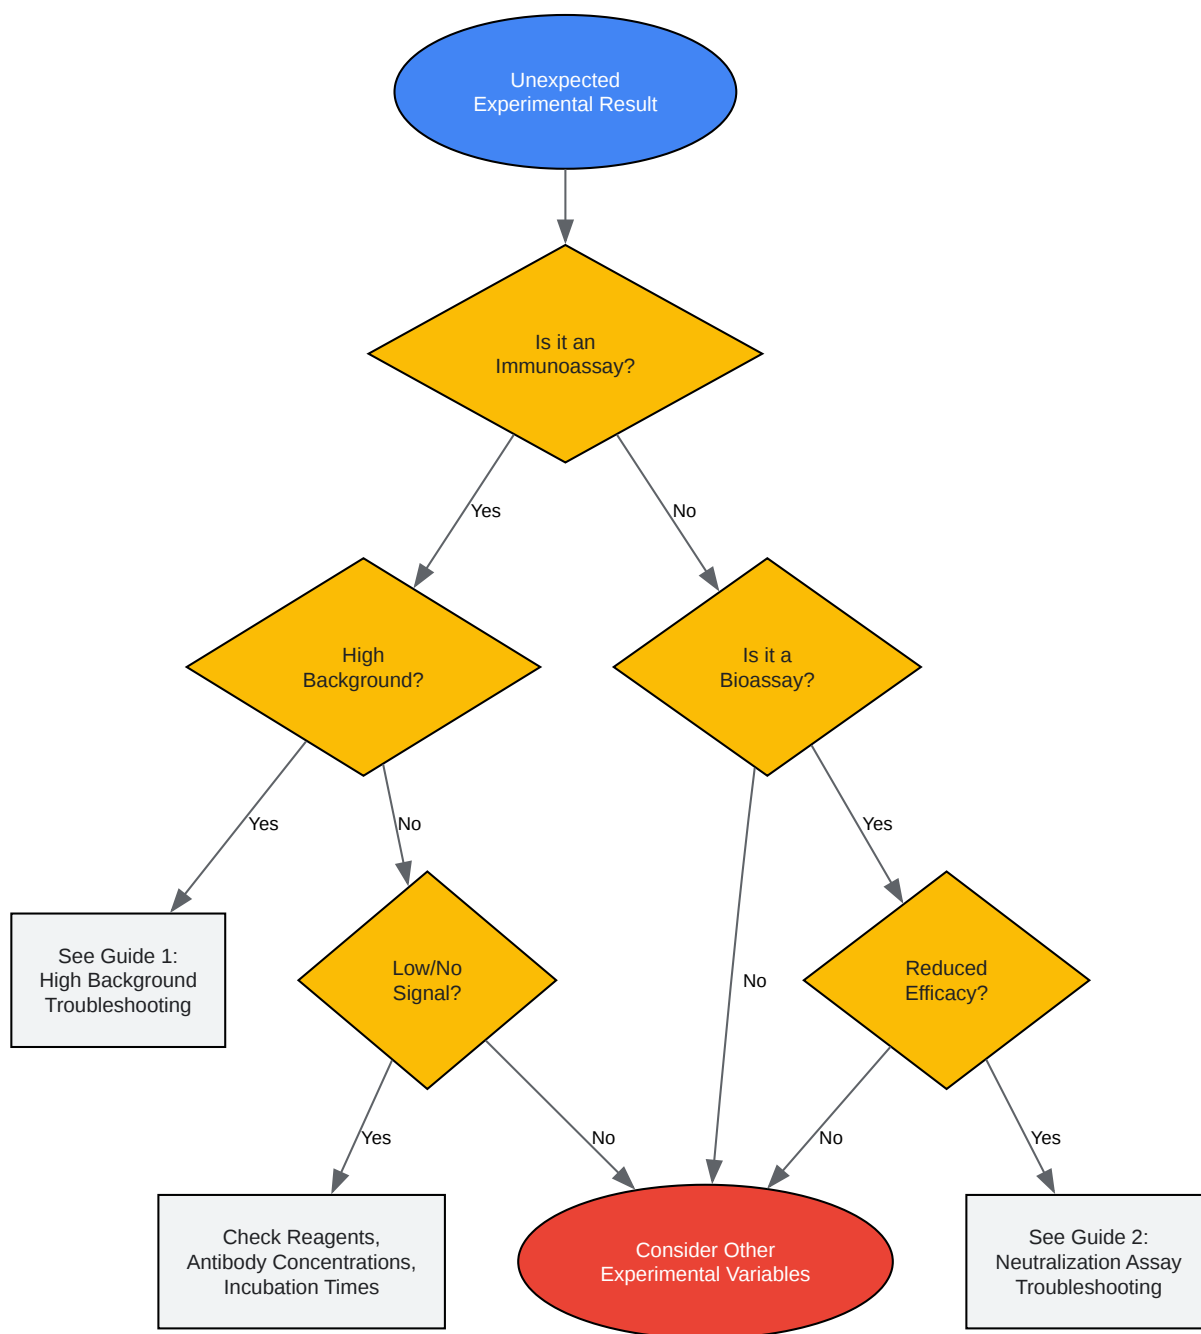 Unexpected
Experimental Result
Is it an
Immunoassay?
Yes
No
High
Background?
Is it a
Bioassay?
Yes
No
Yes
See Guide 1:
High Background
Troubleshooting
Low/No
Signal?
No
Reduced
Efficacy?
Yes
No
No
Yes
Check Reagents,
Antibody Concentrations,
Incubation Times
Consider Other
Experimental Variables
See Guide 2:
Neutralization Assay
Troubleshooting